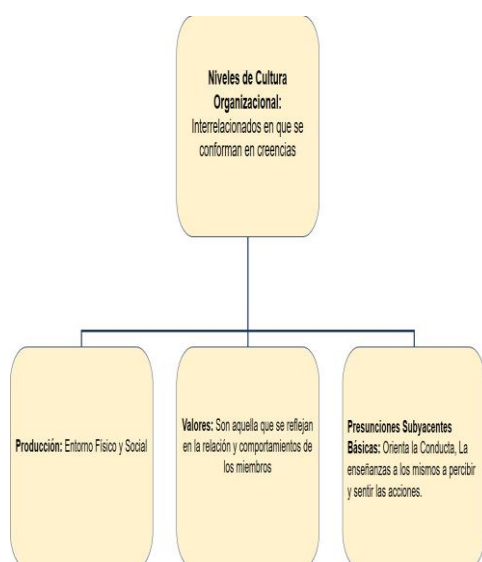 Niveles de Cultura
Organizacional:
Interrelacionados en que se
conforman en creencias
Producción: Entorno Físico y Social
Valores: Son aquella que se reflejan
en la relación y comportamientos de
los miembros
Presunciones Subyacentes
Básicas: Orienta la Conducta, La
enseñanzas a los mismos a percibir
y sentir las acciones.